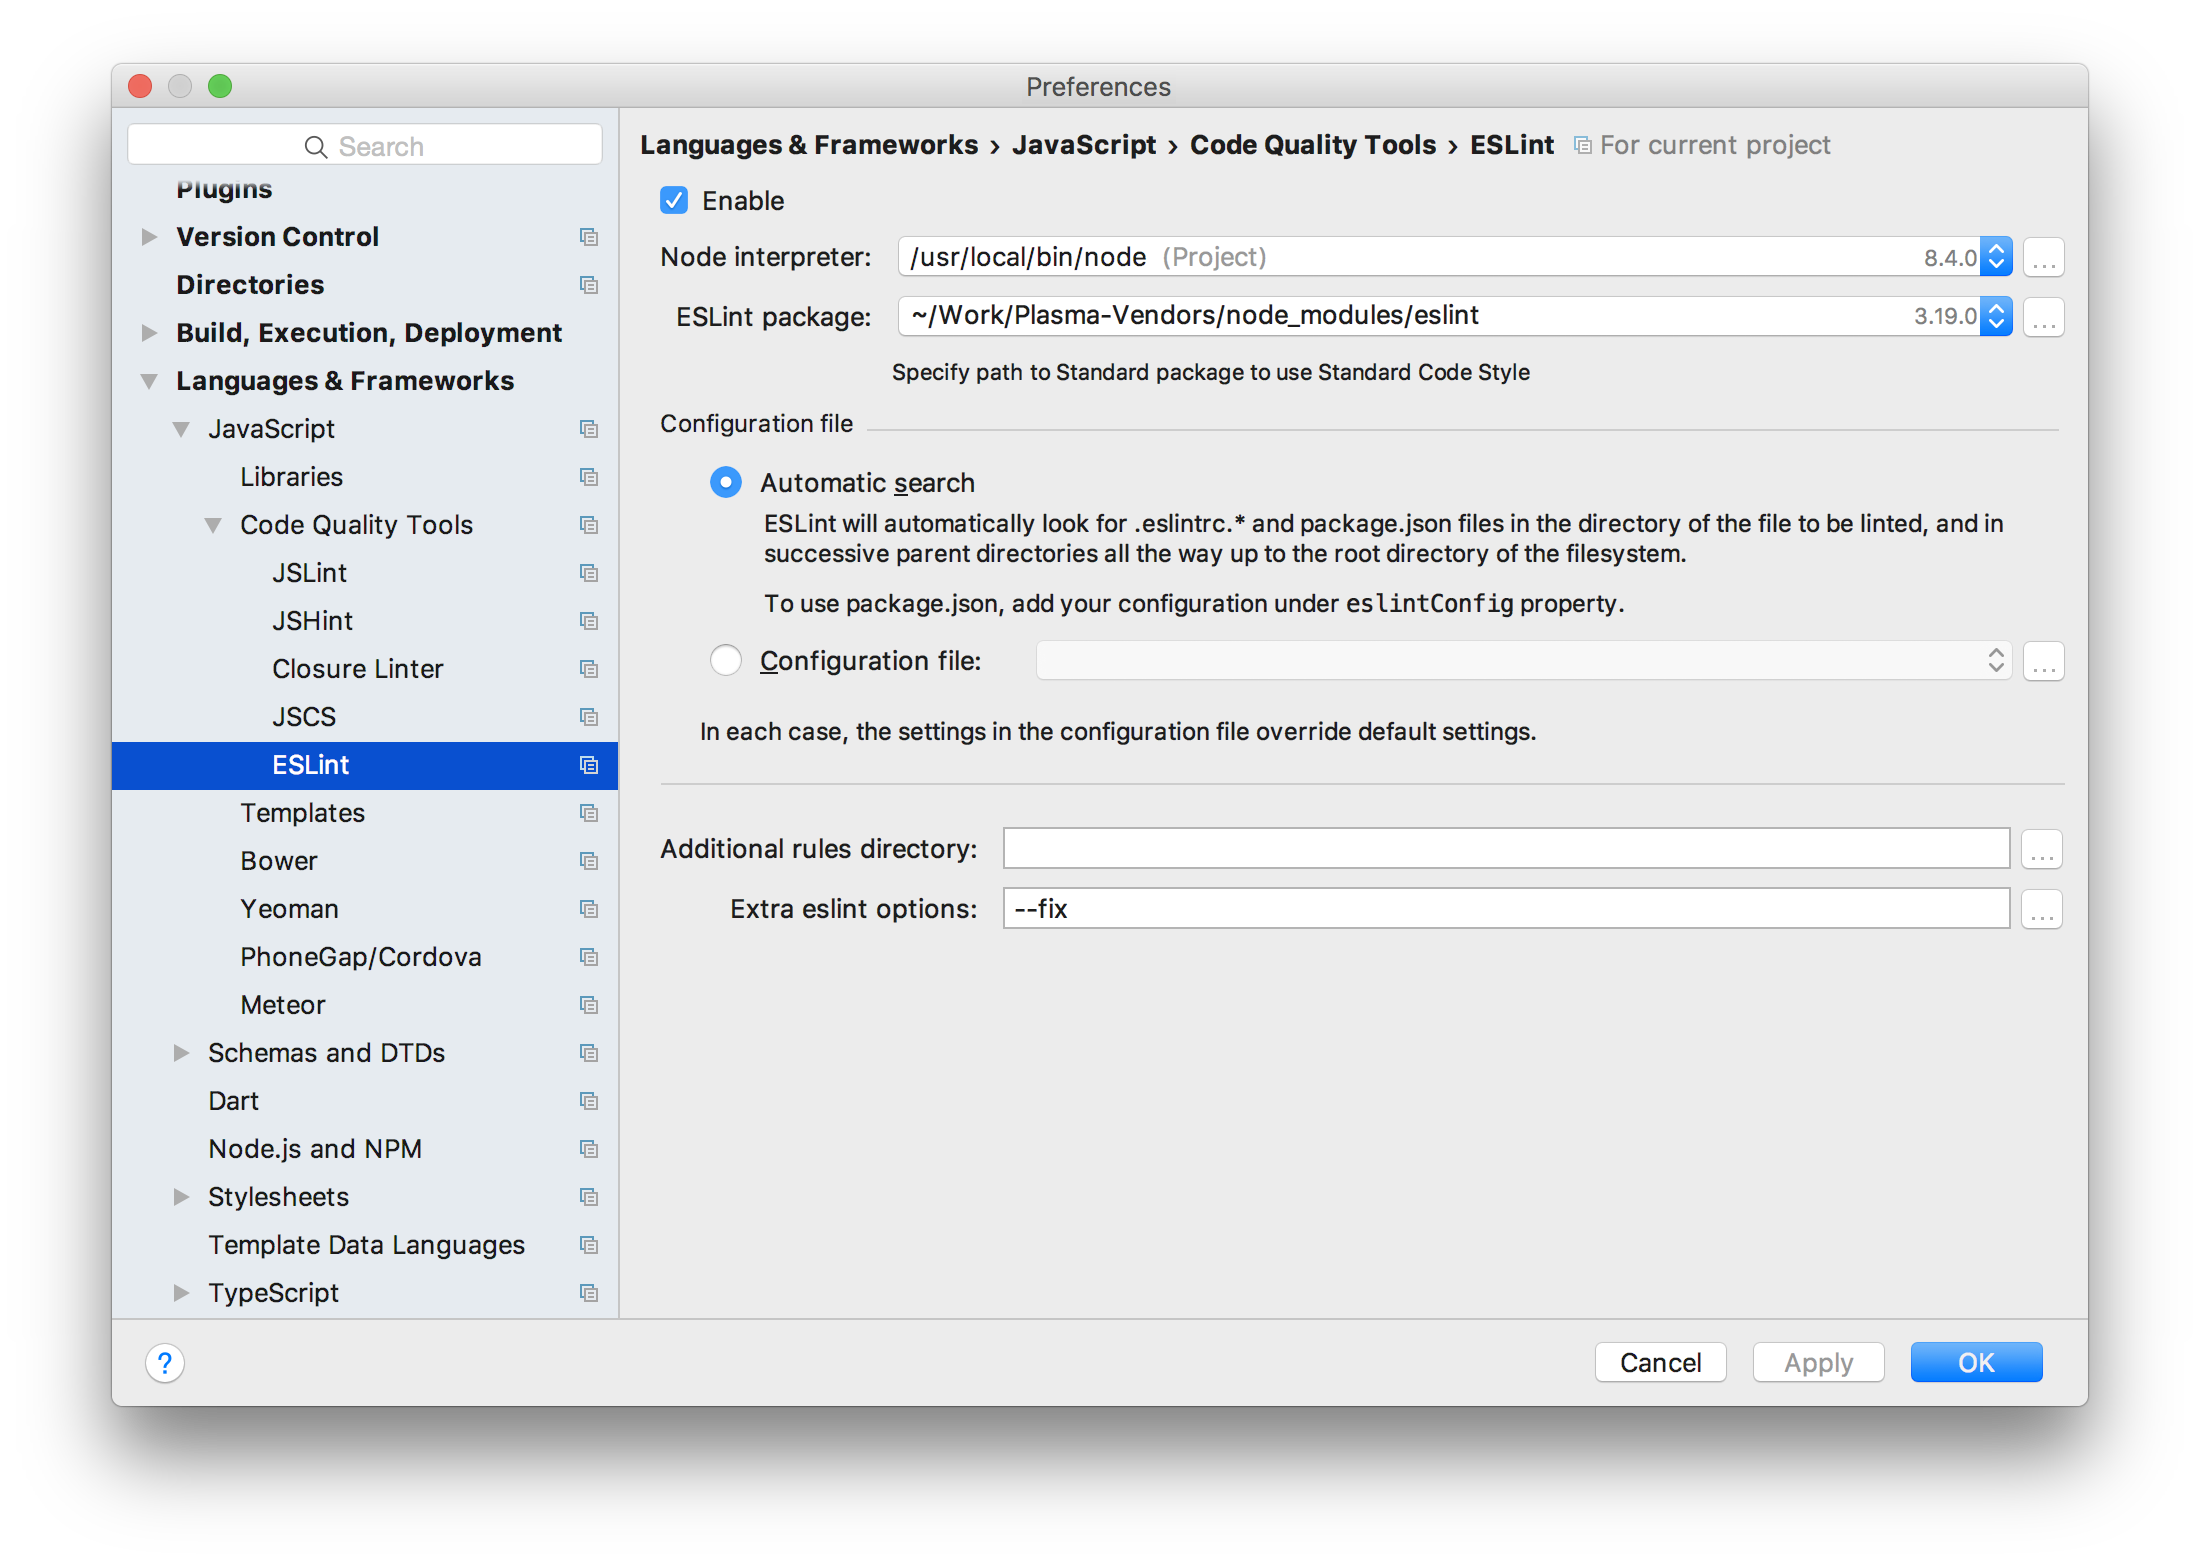 Preferences
Search
Plugins
Version Control
Directories
Build, Execution, Deployment
Languages & Frameworks
JavaScript
Libraries
Code Quality Tools
JSLint
JSHint
Closure Linter
JSCS
ESLint
Templates
Bower
Yeoman
PhoneGap/Cordova
Meteor
Schemas and DTDs
Dart
Node.js and NPM
Stylesheets
Template Data Languages
TypeScript
Languages & Frameworks › JavaScript › Code Quality Tools › ESLint For current project
Enable
Node interpreter: /usr/local/bin/node (Project) 8.4.0 ...
ESLint package: ~/Work/Plasma-Vendors/node_modules/eslint 3.19.0 ...
Specify path to Standard package to use Standard Code Style
Configuration file
Automatic search
ESLint will automatically look for .eslintrc.* and package.json files in the directory of the file to be linted, and in
successive parent directories all the way up to the root directory of the filesystem.
To use package.json, add your configuration under eslintConfig property.
Configuration file: ...
In each case, the settings in the configuration file override default settings.
Additional rules directory: ...
Extra eslint options: --fix ...
? Cancel Apply OK